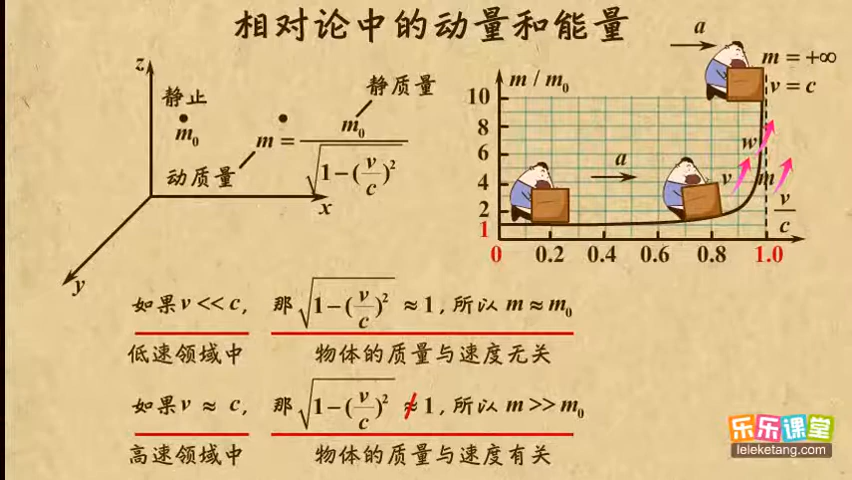 相对论中的动量和能量
z
静止
m₀
静质量
动质量
m = m₀ / √(1-(v/c)²)
x
y
m / m₀
10
8
6
4
2
1
0
0.2
0.4
0.6
0.8
1.0
v/c
a
a
m = +∞
v = c
w
v
m
如果 v << c, 那 √(1-(v/c)²) ≈ 1, 所以 m ≈ m₀
低速领域中 物体的质量与速度无关
如果 v ≈ c, 那 √(1-(v/c)²) ≉ 1, 所以 m >> m₀
高速领域中 物体的质量与速度有关
乐乐课堂
leleketang.com